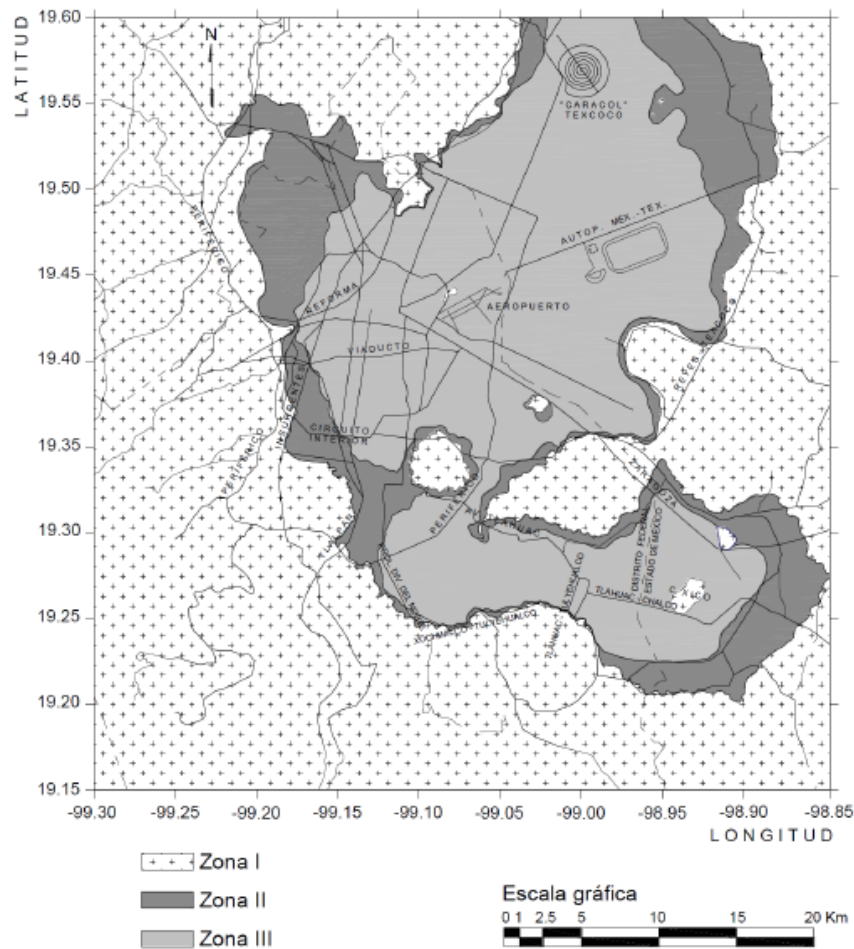 LATITUD
19.60
19.55
19.50
19.45
19.40
19.35
19.30
19.25
19.20
19.15
N
"CARACOL"
TEXCOCO
PERIFERICO
AUTOP. MEX.-TEX.
REFORMA
AEROPUERTO
VIADUCTO
INSURGENTES
CIRCUITO
INTERIOR
PERIFERICO
PERIFERICO
ZARAGOZA
TLALPAN
DISTRITO FEDERAL
ESTADO DE MÉXICO
TLAHUAC - CHALCO
XOCHIMILCO-TULYEHUALCO
-99.30
-99.25
-99.20
-99.15
-99.10
-99.05
-99.00
-98.95
-98.90
-98.85
LONGITUD
Zona I
Zona II
Zona III
Escala gráfica
0 1 2.5 5 10 15 20 Km